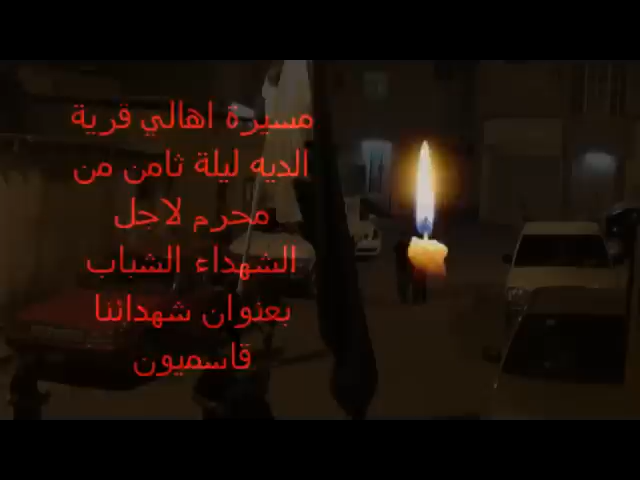 مسيرة اهالي قرية
الديه ليلة ثامن من
محرم لاجل
الشهداء الشباب
بعنوان شهدائنا
قاسميون